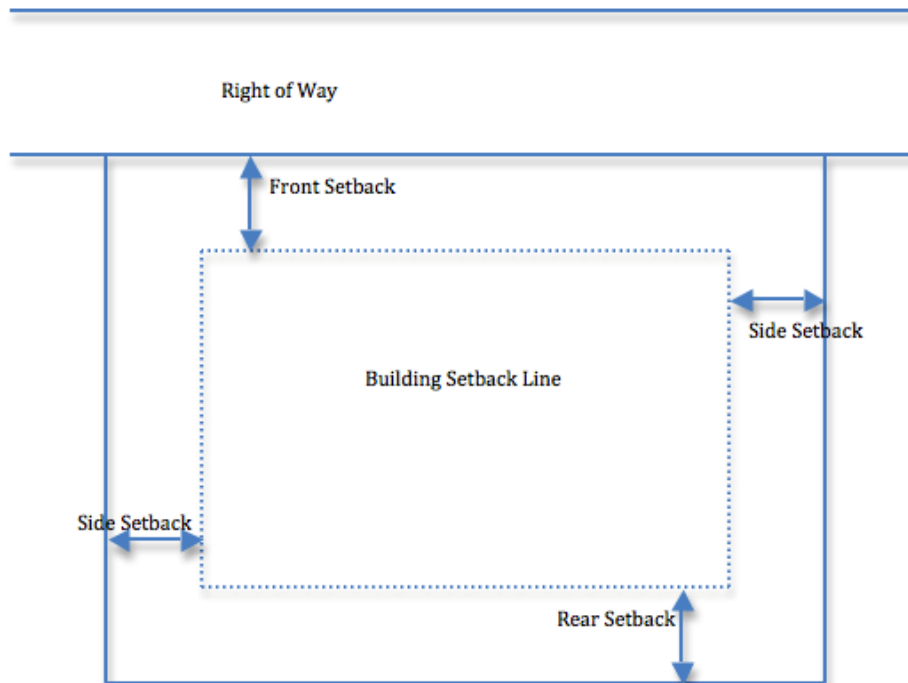 Right of Way
Front Setback
Side Setback
Building Setback Line
Side Setback
Rear Setback